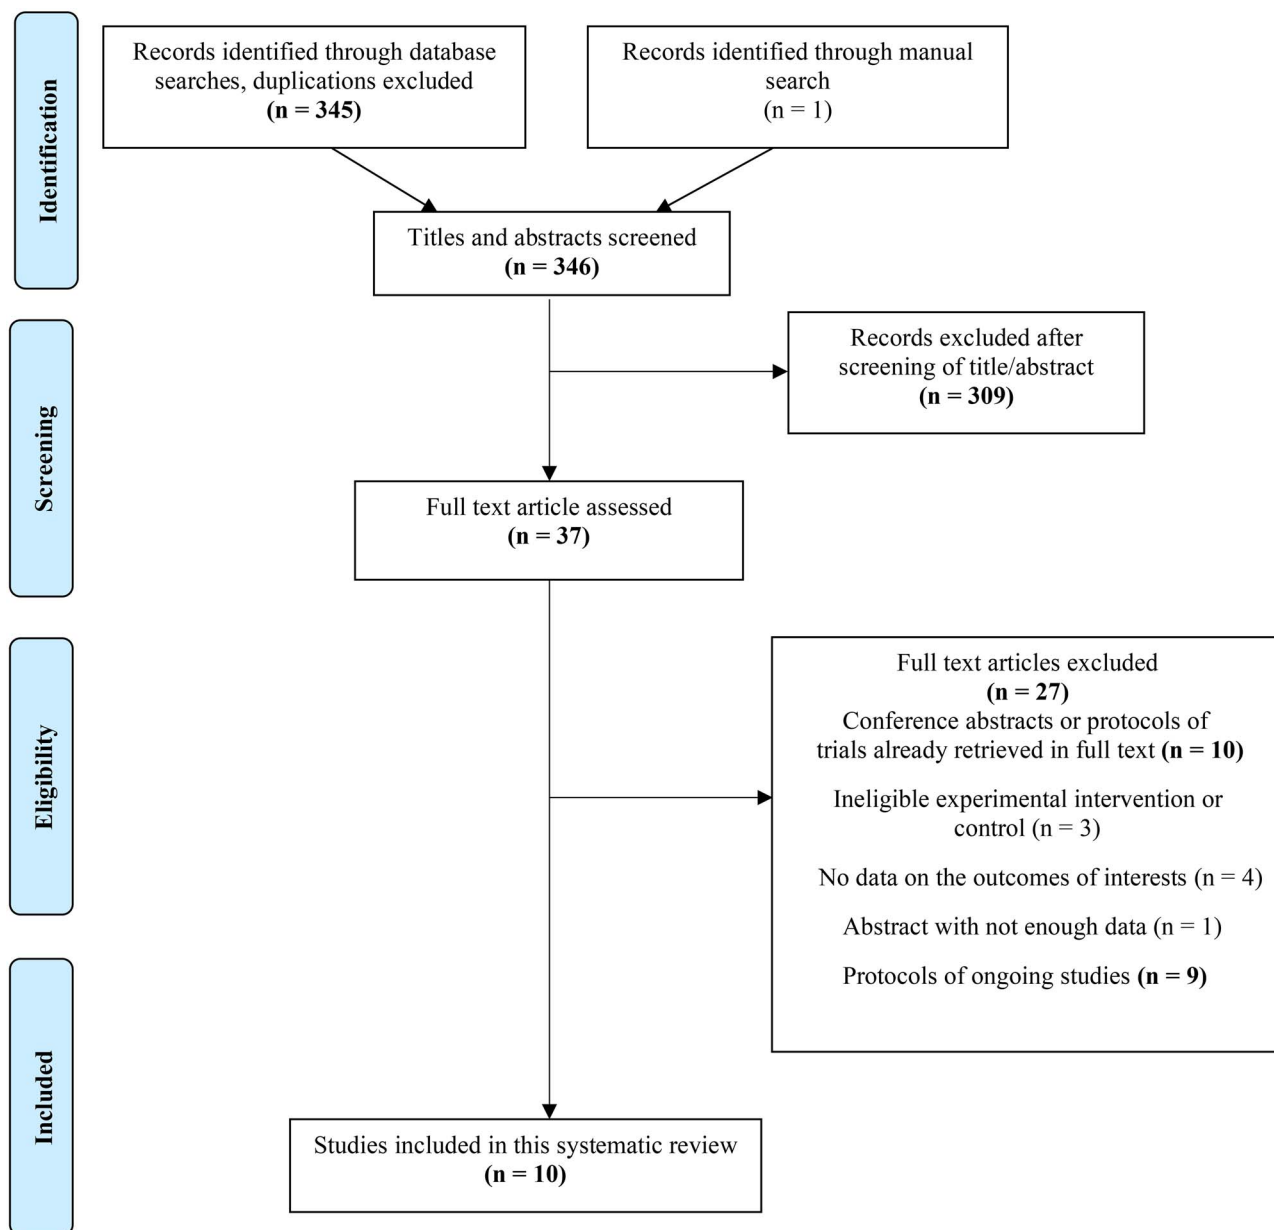 Identification
Records identified through database
searches, duplications excluded
(n = 345)
Records identified through manual
search
(n = 1)
Titles and abstracts screened
(n = 346)
Screening
Records excluded after
screening of title/abstract
(n = 309)
Full text article assessed
(n = 37)
Eligibility
Full text articles excluded
(n = 27)
Conference abstracts or protocols of
trials already retrieved in full text (n = 10)
Ineligible experimental intervention or
control (n = 3)
No data on the outcomes of interests (n = 4)
Abstract with not enough data (n = 1)
Protocols of ongoing studies (n = 9)
Included
Studies included in this systematic review
(n = 10)